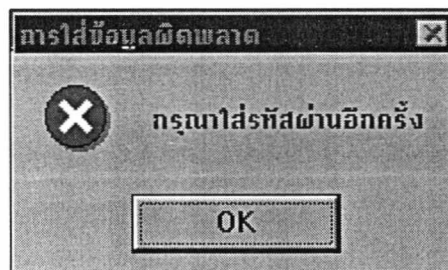 การใส่ข้อมูลผิดพลาด
กรุณาใส่รหัสผ่านอีกครั้ง
OK